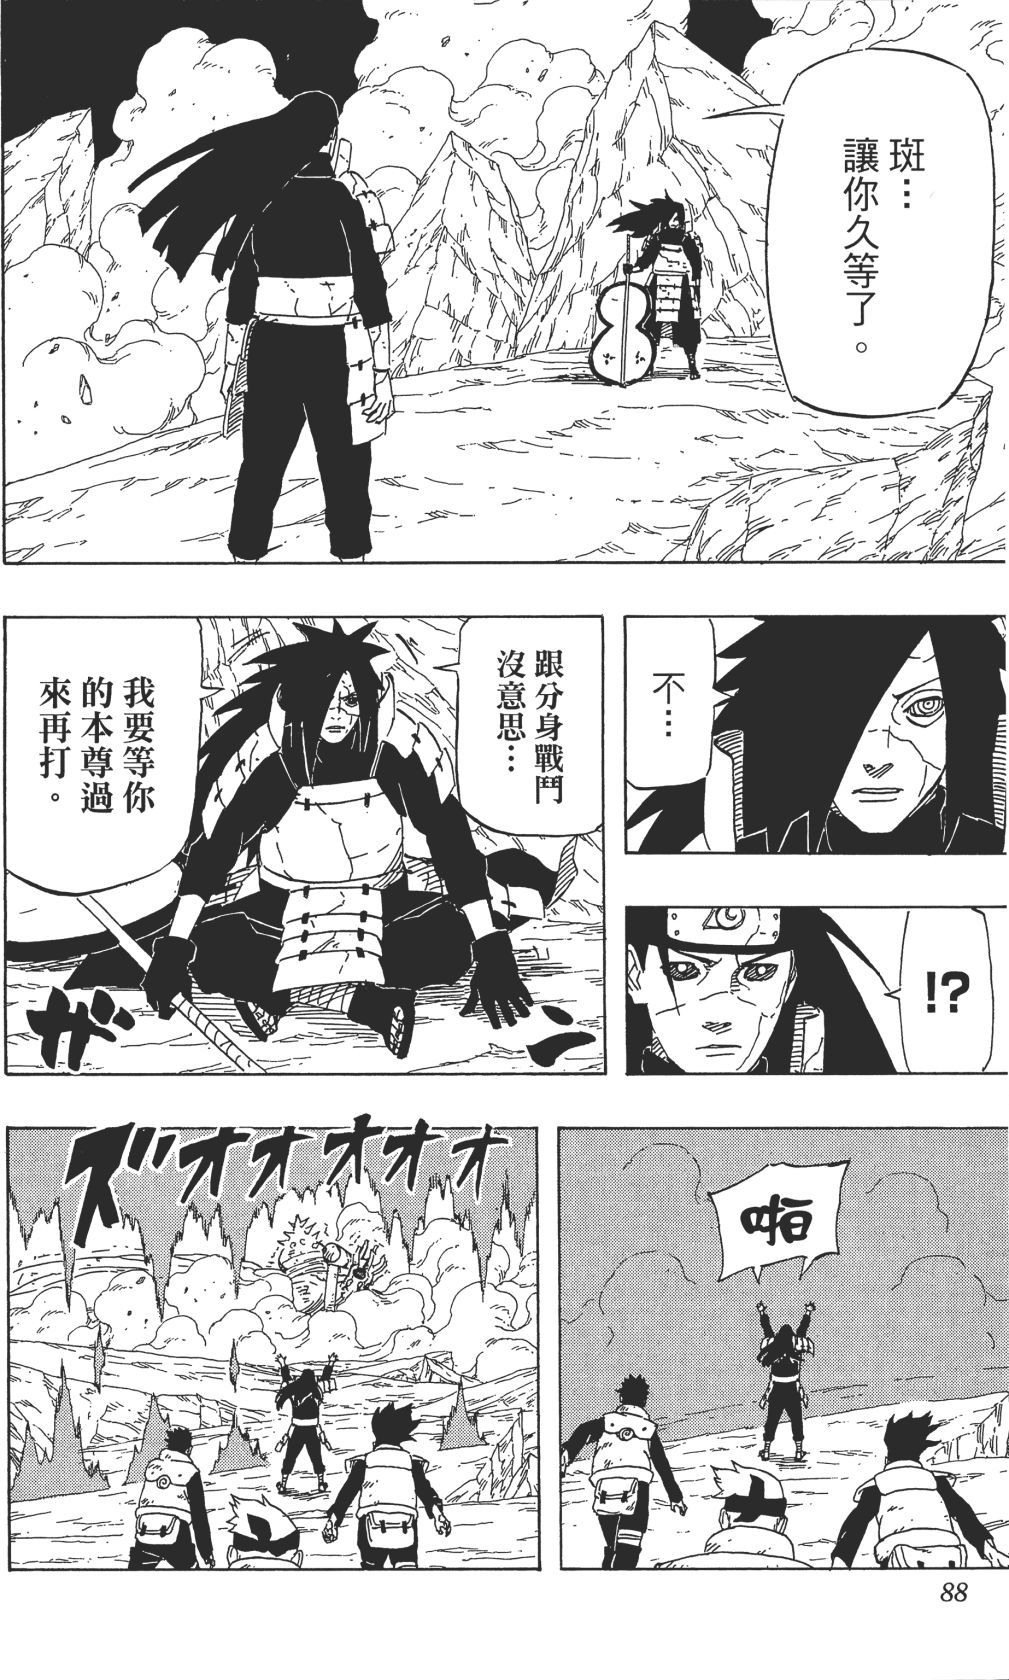 斑⋯
讓你久等了。
不⋯
跟分身戰鬥
沒意思⋯
我要等你
的本尊過
來再打。
ザッ
!?
啪
ズオオオオオ
88